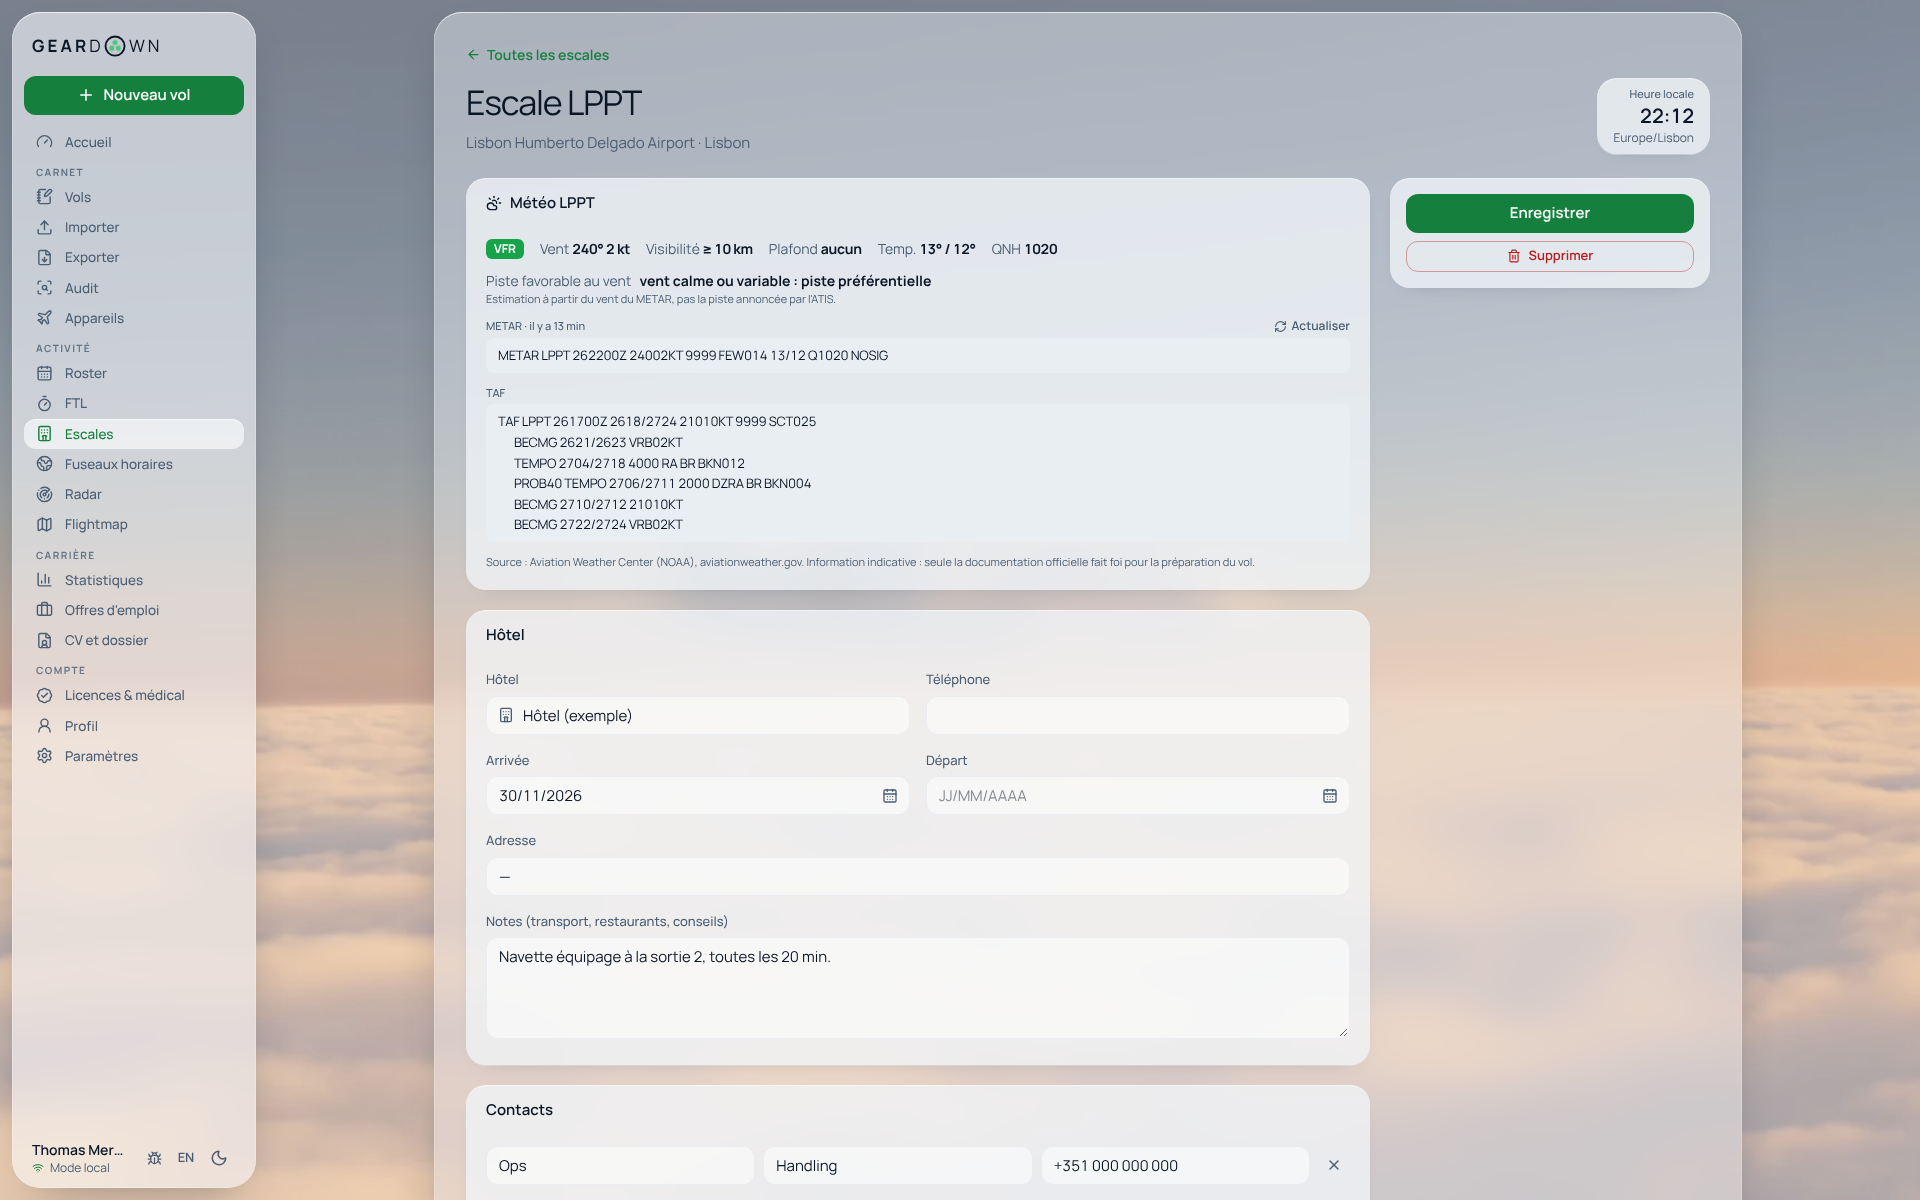 GEARDOWN
Nouveau vol
Accueil
CARNET
Vols
Importer
Exporter
Audit
Appareils
ACTIVITÉ
Roster
FTL
Escales
Fuseaux horaires
Radar
Flightmap
CARRIÈRE
Statistiques
Offres d'emploi
CV et dossier
COMPTE
Licences & médical
Profil
Paramètres
Thomas Mer...
Mode local
EN
← Toutes les escales
Escale LPPT
Lisbon Humberto Delgado Airport · Lisbon
Heure locale
22:12
Europe/Lisbon
Météo LPPT
VFR Vent 240° 2 kt Visibilité ≥ 10 km Plafond aucun Temp. 13° / 12° QNH 1020
Piste favorable au vent vent calme ou variable : piste préférentielle
Estimation à partir du vent du METAR, pas la piste annoncée par l'ATIS.
METAR · il y a 13 min
Actualiser
METAR LPPT 262200Z 24002KT 9999 FEW014 13/12 Q1020 NOSIG
TAF
TAF LPPT 261700Z 2618/2724 21010KT 9999 SCT025
BECMG 2621/2623 VRB02KT
TEMPO 2704/2718 4000 RA BR BKN012
PROB40 TEMPO 2706/2711 2000 DZRA BR BKN004
BECMG 2710/2712 21010KT
BECMG 2722/2724 VRB02KT
Source : Aviation Weather Center (NOAA), aviationweather.gov. Information indicative : seule la documentation officielle fait foi pour la préparation du vol.
Enregistrer
Supprimer
Hôtel
Hôtel
Téléphone
Hôtel (exemple)
Arrivée
Départ
30/11/2026
JJ/MM/AAAA
Adresse
—
Notes (transport, restaurants, conseils)
Navette équipage à la sortie 2, toutes les 20 min.
Contacts
Ops
Handling
+351 000 000 000